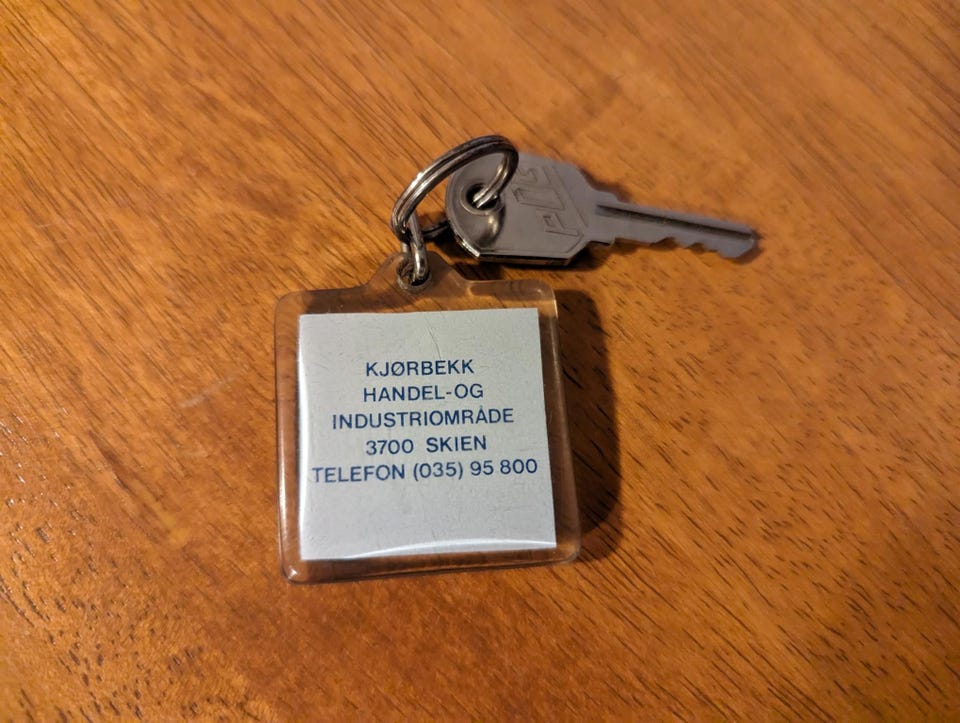 KJØRBEKK
HANDEL-OG
INDUSTRIOMRÅDE
3700 SKIEN
TELEFON (035) 95 800